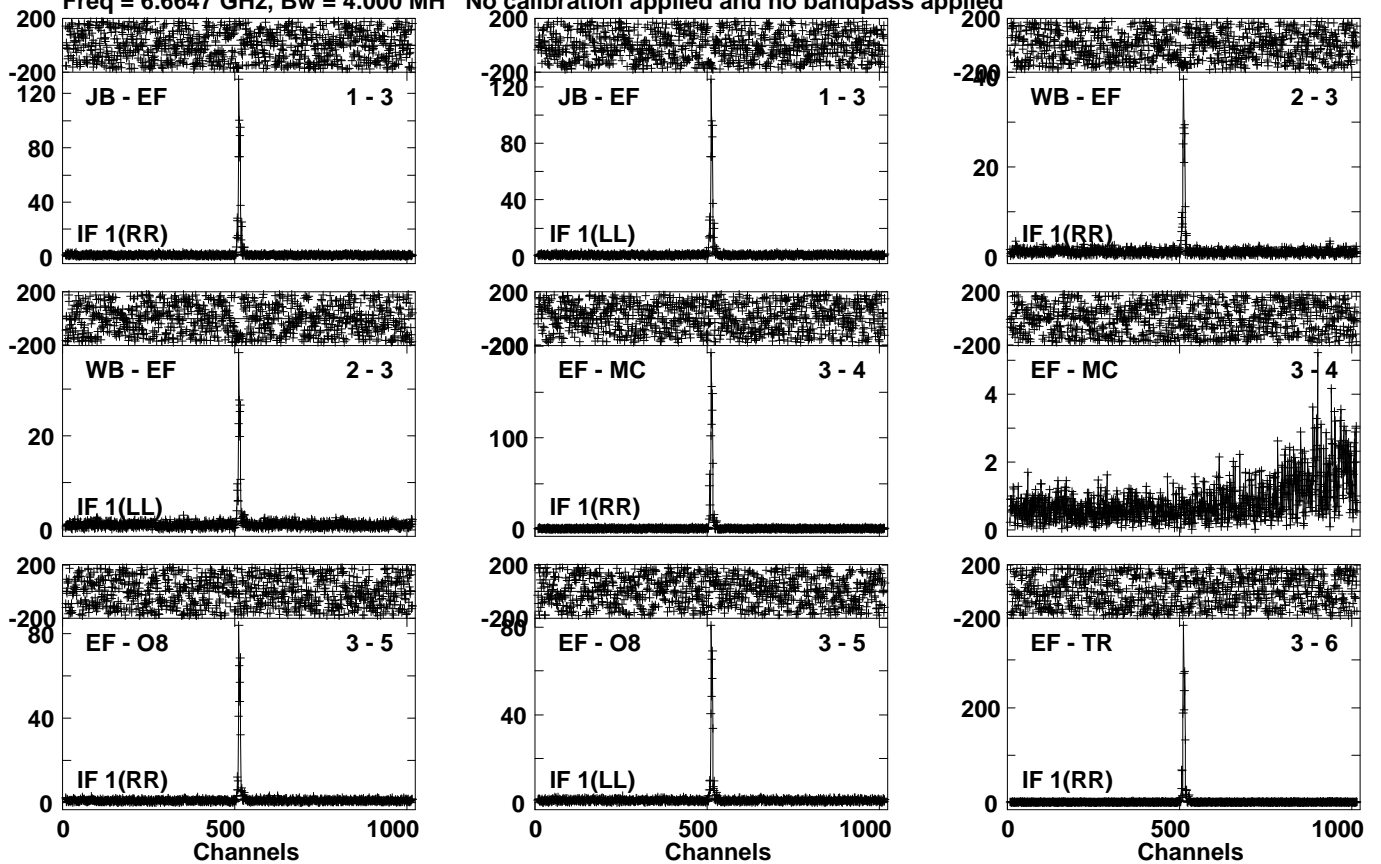 Freq = 6.6647 GHz, Bw = 4.000 MH No calibration applied and no bandpass applied
200 200 200
-200 -200 -200
120 120 40
JB - EF 1 - 3 JB - EF 1 - 3 WB - EF 2 - 3
80 80 20
40 40
IF 1(RR) IF 1(LL) IF 1(RR)
0 0 0
200 200 200
-200 -200 -200
200
WB - EF 2 - 3 EF - MC 3 - 4 EF - MC 3 - 4
4
20 100 2
IF 1(LL) IF 1(RR)
0 0 0
200 200 200
-200 -200 -200
80 80
EF - O8 3 - 5 EF - O8 3 - 5 EF - TR 3 - 6
40 40 200
IF 1(RR) IF 1(LL) IF 1(RR)
0 0 0
0 500 1000 0 500 1000 0 500 1000
Channels Channels Channels